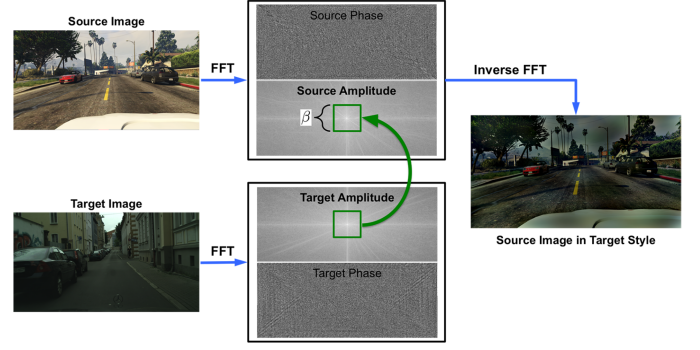 Source Image
FFT
Source Phase
Source Amplitude
β
Inverse FFT
Target Image
FFT
Target Amplitude
Target Phase
Source Image in Target Style